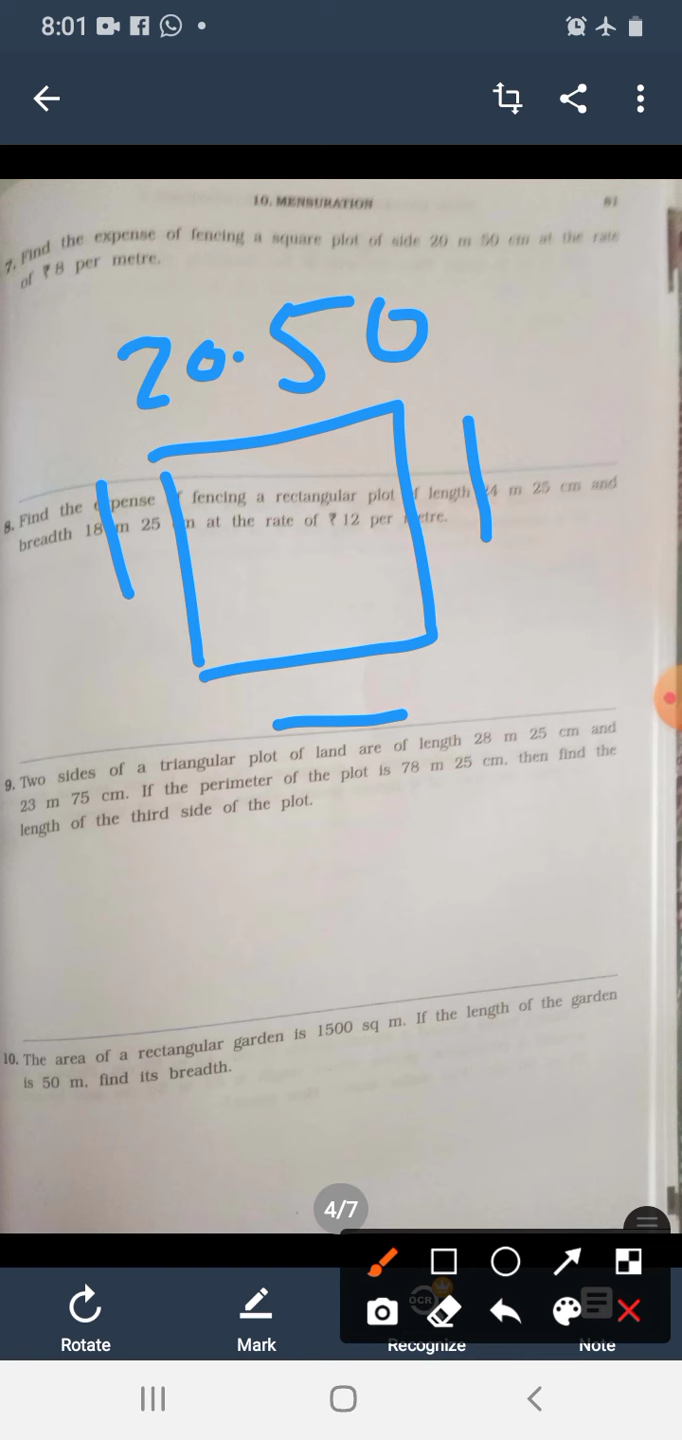 8:01
10. MENSURATION
81
7. Find the expense of fencing a square plot of side 20 m 50 cm at the rate
of ₹ 8 per metre.
20.50
8. Find the e pense fencing a rectangular plot f length 4 m 25 cm and
breadth 18 m 25 m at the rate of ₹ 12 per etre.
9. Two sides of a triangular plot of land are of length 28 m 25 cm and
23 m 75 cm. If the perimeter of the plot is 78 m 25 cm, then find the
length of the third side of the plot.
10. The area of a rectangular garden is 1500 sq m. If the length of the garden
is 50 m, find its breadth.
4/7
OCR
Rotate
Mark
Recognize
Note